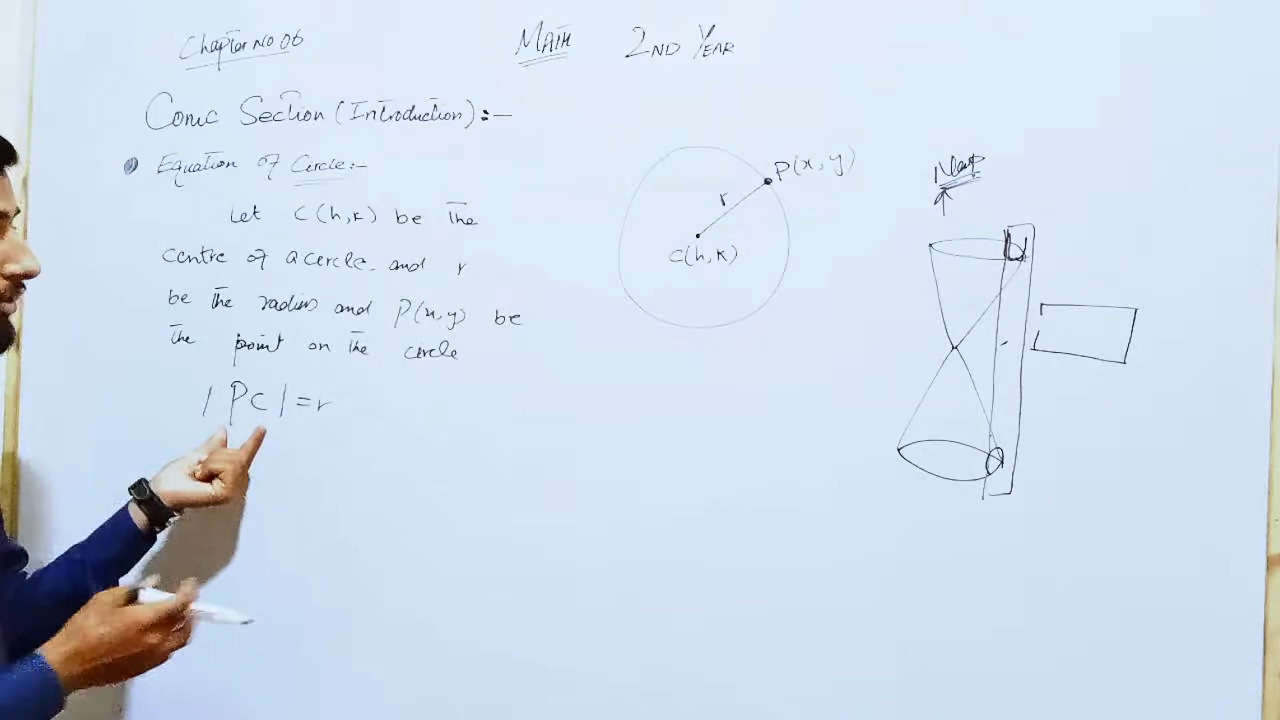 Chapter No 06
MATH 2ND YEAR
Conic Section (Introduction) :-
Equation of Circle:-
Let C(h,k) be the
centre of a circle. and r
be the radius and P(x,y) be
the point on the circle
|PC| = r
P(x,y)
r
C(h,k)
Nap